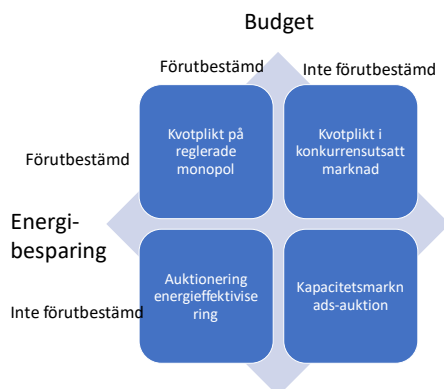 Budget
Förutbestämd
Inte förutbestämd
Kvotplikt på
reglerade
monopol
Kvotplikt i
konkurrensutsatt
marknad
Förutbestämd
Energi-
besparing
Auktionering
energieffektivise
ring
Kapacitetsmarkn
ads-auktion
Inte förutbestämd